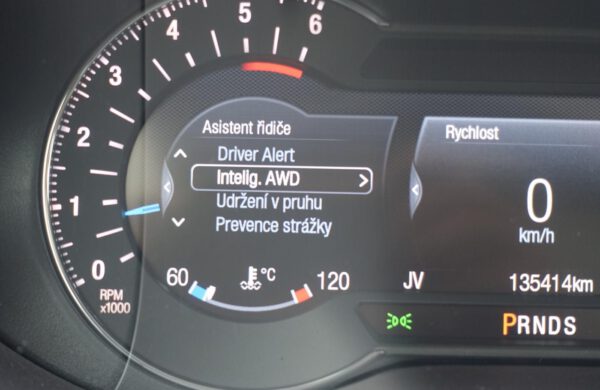 6
5
4
3
2
1
0
RPM
x1000
Asistent řidiče
Driver Alert
Intelig. AWD
Udržení v pruhu
Prevence strážky
60 °C 120
Rychlost
0
km/h
JV 135414km
PRNDS